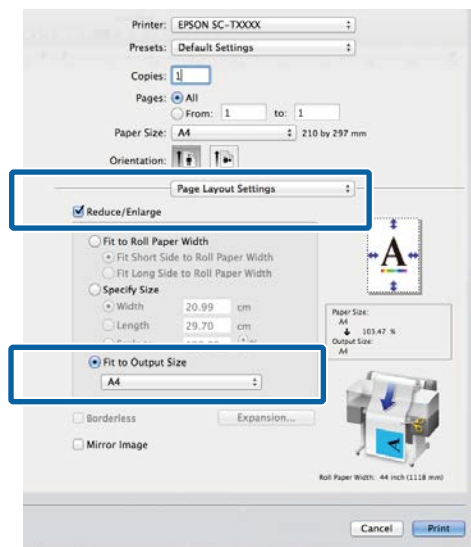 Printer: EPSON SC-TXXXX
Presets: Default Settings
Copies: 1
Pages: All
From: 1 to: 1
Paper Size: A4 210 by 297 mm
Orientation:
Page Layout Settings
Reduce/Enlarge
Fit to Roll Paper Width
Fit Short Side to Roll Paper Width
Fit Long Side to Roll Paper Width
Specify Size
Width 20.99 cm
Length 29.70 cm
Fit to Output Size
A4
A
Paper Size:
A4
103.47 %
Output Size:
A4
Borderless Expansion...
Mirror Image
A
Roll Paper Width: 44 inch (1118 mm)
Cancel Print